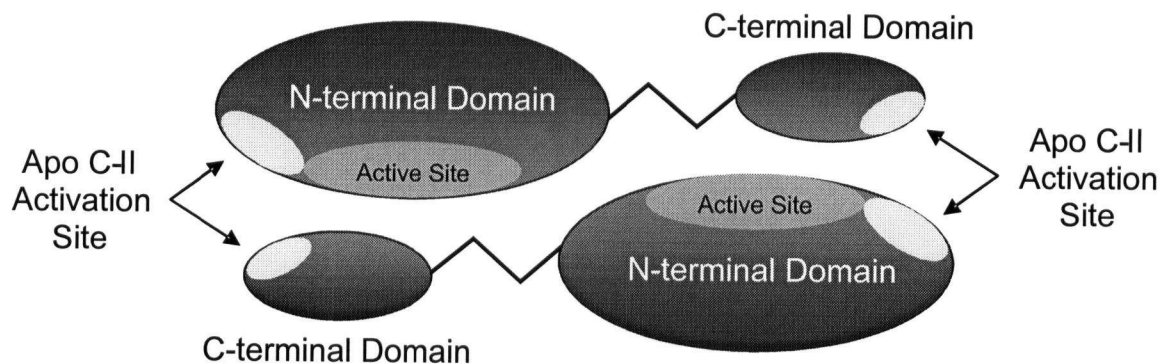 C-terminal Domain
N-terminal Domain
Apo C-II
Activation
Site
Active Site
Apo C-II
Activation
Site
Active Site
N-terminal Domain
C-terminal Domain